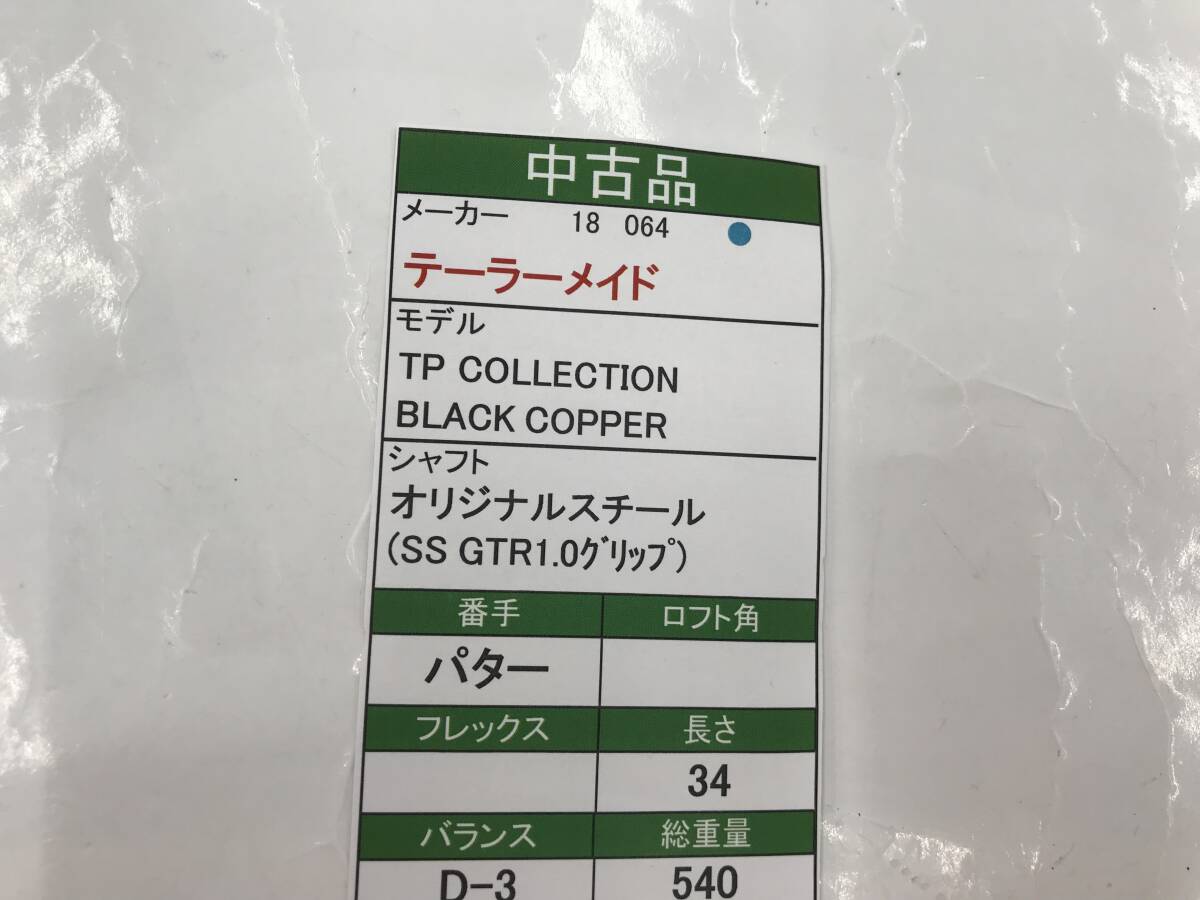 中古品
メーカー 18 064
テーラーメイド
モデル
TP COLLECTION
BLACK COPPER
シャフト
オリジナルスチール
(SS GTR1.0ｸﾞﾘｯﾌﾟ)
番手 ロフト角
パター
フレックス 長さ
34
バランス 総重量
D-3 540